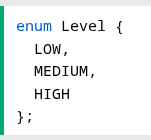 enum Level {
  LOW,
  MEDIUM,
  HIGH
};